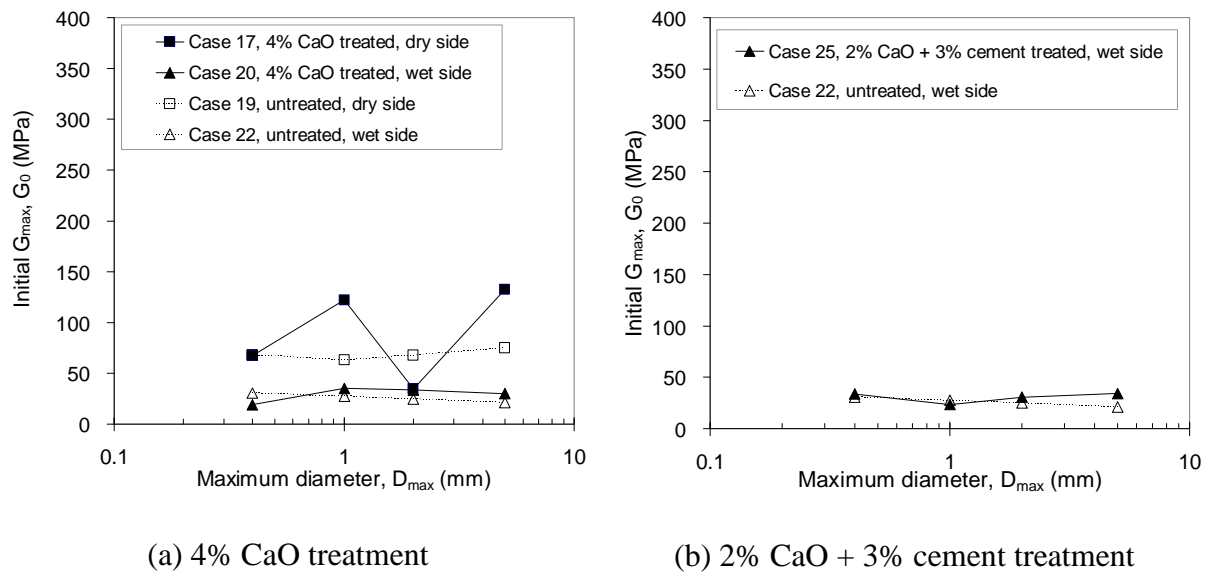 400
350
300
250
200
150
100
50
0
Initial Gmax, G0 (MPa)
Case 17, 4% CaO treated, dry side
Case 20, 4% CaO treated, wet side
Case 19, untreated, dry side
Case 22, untreated, wet side
0.1 1 10
Maximum diameter, Dmax (mm)
(a) 4% CaO treatment
400
350
300
250
200
150
100
50
0
Initial Gmax, G0 (MPa)
Case 25, 2% CaO + 3% cement treated, wet side
Case 22, untreated, wet side
0.1 1 10
Maximum diameter, Dmax (mm)
(b) 2% CaO + 3% cement treatment